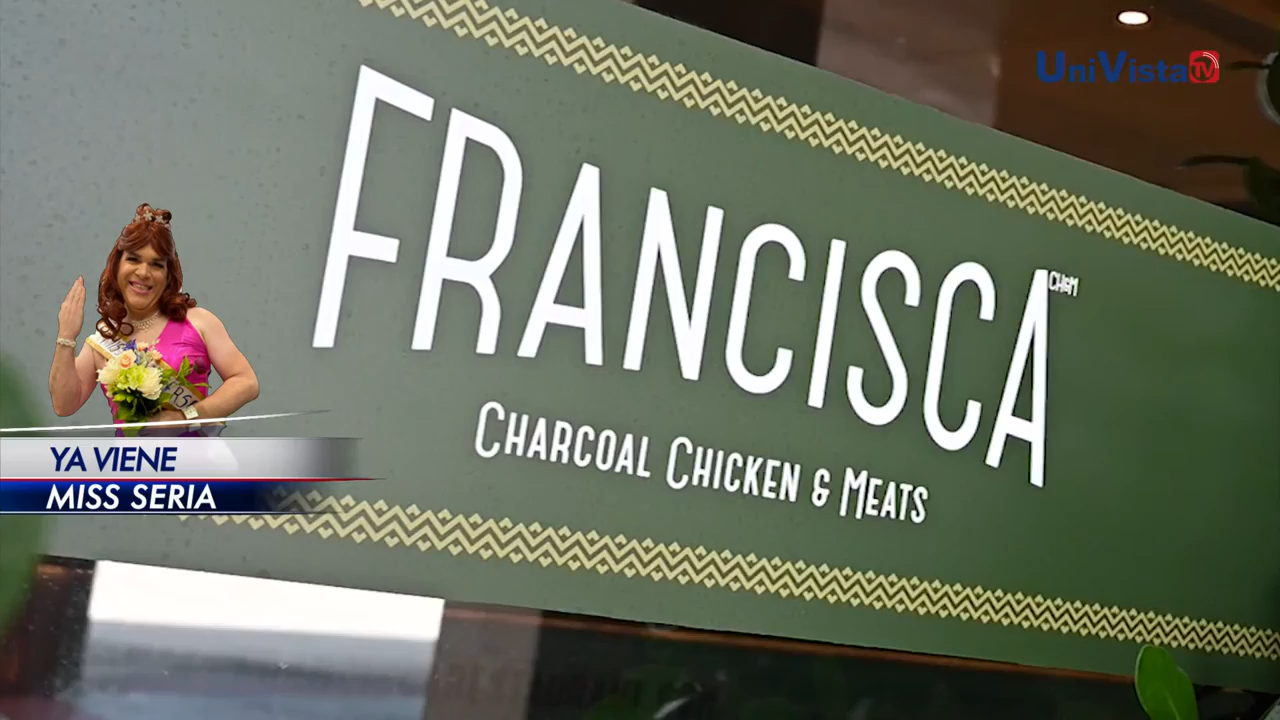 UniVista TV
FRANCISCA
CH&M
CHARCOAL CHICKEN & MEATS
YA VIENE
MISS SERIA